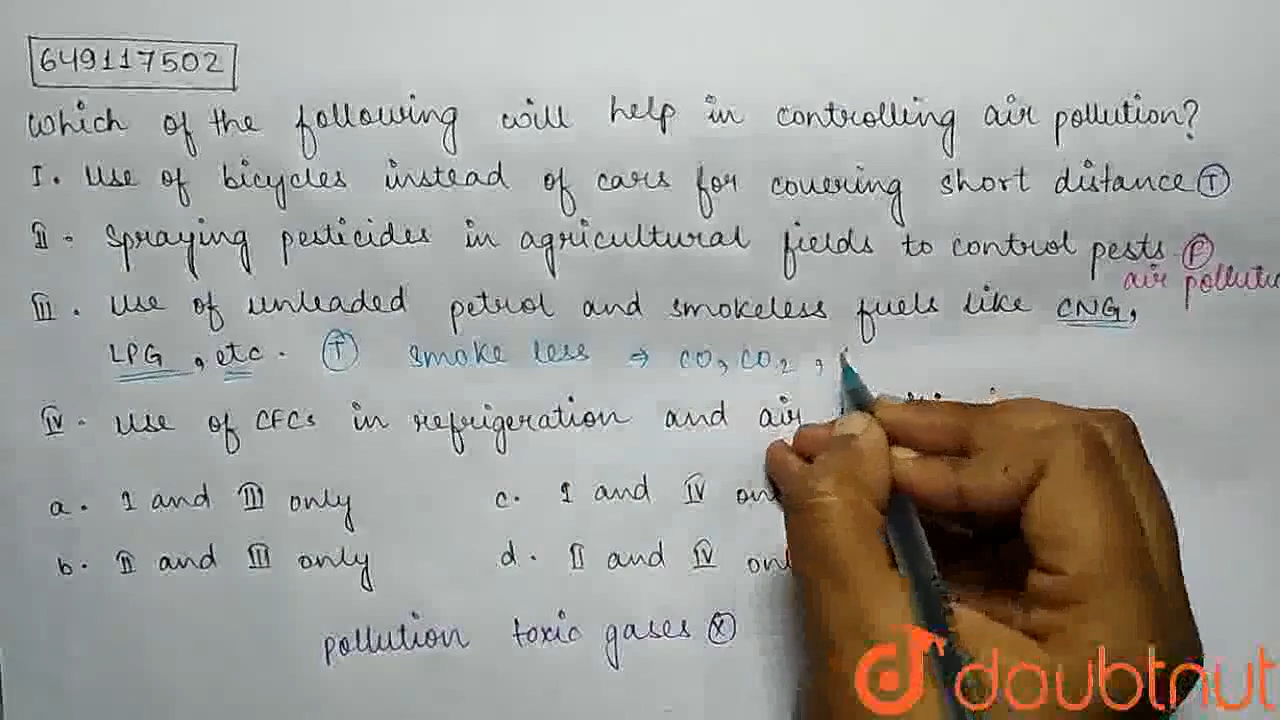 649117502
Which of the following will help in controlling air pollution?
I. Use of bicycles instead of cars for covering short distance T
II. Spraying pesticides in agricultural fields to control pests. F
air pollutio
III. Use of unleaded petrol and smokeless fuels like CNG,
LPG, etc. T smoke less ⇒ CO, CO2,
IV. Use of CFCs in refrigeration and air
a. I and III only c. I and IV on
b. II and III only d. II and IV on
pollution toxic gases X
doubtnut